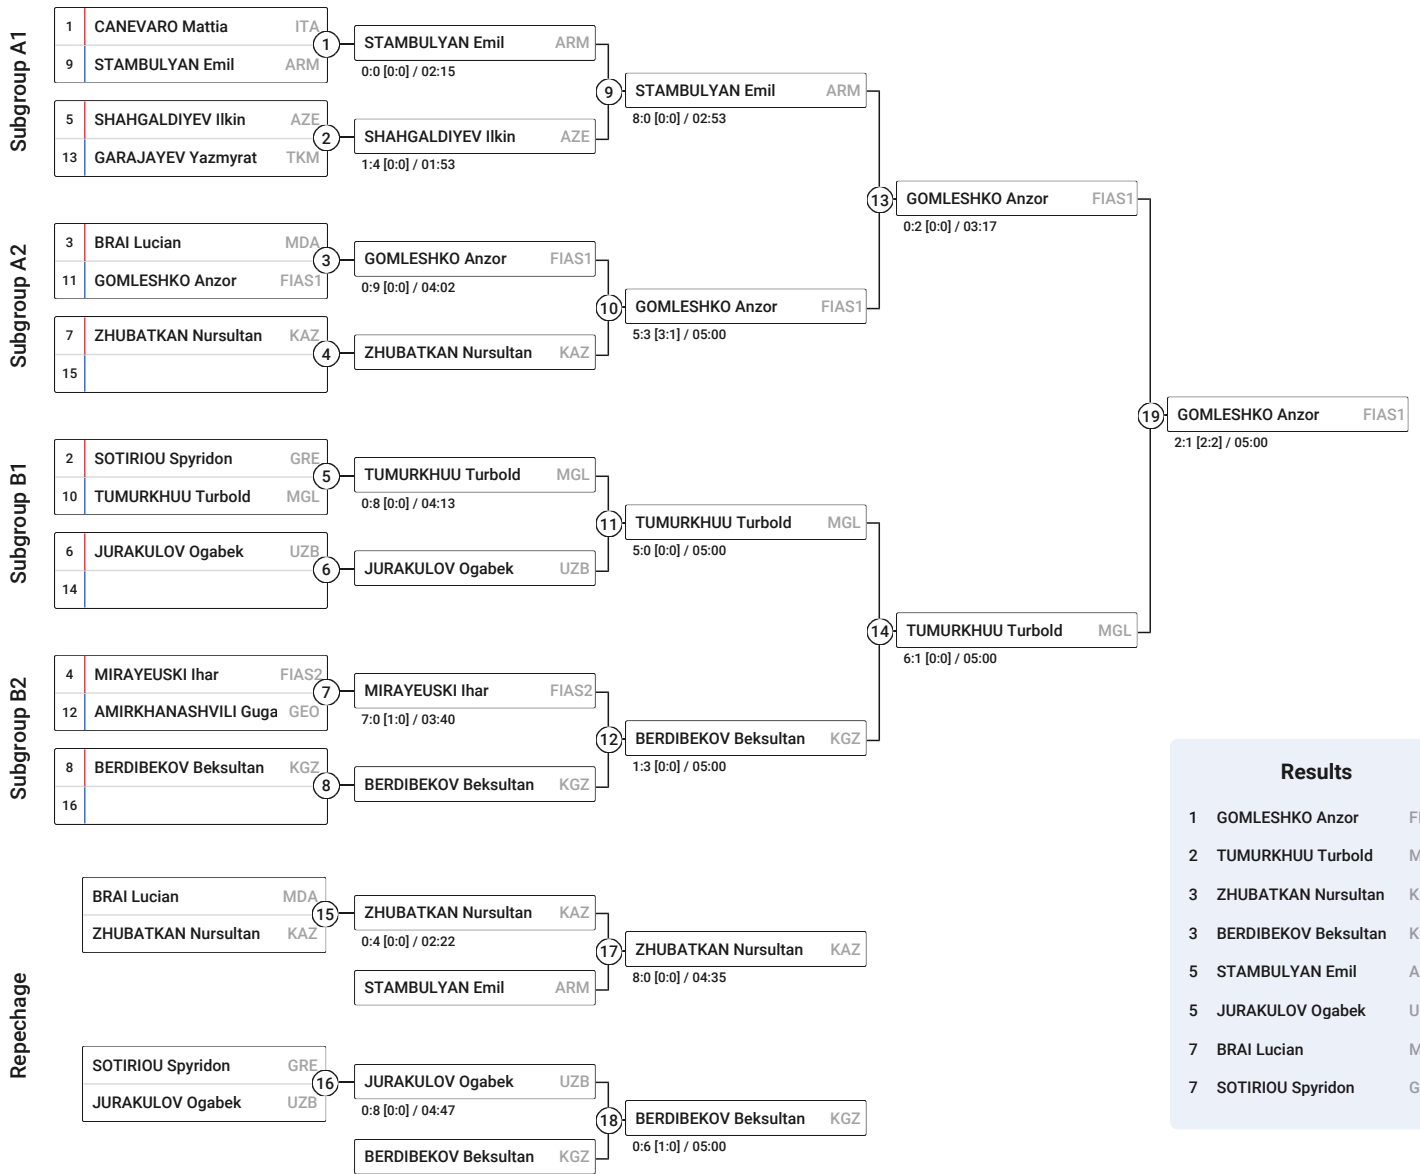 Subgroup A1
1 CANEVARO Mattia ITA
9 STAMBULYAN Emil ARM
1
STAMBULYAN Emil ARM
0:0 [0:0] / 02:15
5 SHAHGALDIYEV Ilkin AZE
13 GARAJAYEV Yazmyrat TKM
2
SHAHGALDIYEV Ilkin AZE
1:4 [0:0] / 01:53
9
STAMBULYAN Emil ARM
8:0 [0:0] / 02:53
Subgroup A2
3 BRAI Lucian MDA
11 GOMLESHKO Anzor FIAS1
3
GOMLESHKO Anzor FIAS1
0:9 [0:0] / 04:02
7 ZHUBATKAN Nursultan KAZ
15
4
ZHUBATKAN Nursultan KAZ
10
GOMLESHKO Anzor FIAS1
5:3 [3:1] / 05:00
13
GOMLESHKO Anzor FIAS1
0:2 [0:0] / 03:17
Subgroup B1
2 SOTIRIOU Spyridon GRE
10 TUMURKHUU Turbold MGL
5
TUMURKHUU Turbold MGL
0:8 [0:0] / 04:13
6 JURAKULOV Ogabek UZB
14
6
JURAKULOV Ogabek UZB
11
TUMURKHUU Turbold MGL
5:0 [0:0] / 05:00
Subgroup B2
4 MIRAYEUSKI Ihar FIAS2
12 AMIRKHANASHVILI Guga GEO
7
MIRAYEUSKI Ihar FIAS2
7:0 [1:0] / 03:40
8 BERDIBEKOV Beksultan KGZ
16
8
BERDIBEKOV Beksultan KGZ
12
BERDIBEKOV Beksultan KGZ
1:3 [0:0] / 05:00
14
TUMURKHUU Turbold MGL
6:1 [0:0] / 05:00
19
GOMLESHKO Anzor FIAS1
2:1 [2:2] / 05:00
Repechage
BRAI Lucian MDA
ZHUBATKAN Nursultan KAZ
15
ZHUBATKAN Nursultan KAZ
0:4 [0:0] / 02:22
STAMBULYAN Emil ARM
17
ZHUBATKAN Nursultan KAZ
8:0 [0:0] / 04:35
SOTIRIOU Spyridon GRE
JURAKULOV Ogabek UZB
16
JURAKULOV Ogabek UZB
0:8 [0:0] / 04:47
BERDIBEKOV Beksultan KGZ
18
BERDIBEKOV Beksultan KGZ
0:6 [1:0] / 05:00
Results
1 GOMLESHKO Anzor
2 TUMURKHUU Turbold
3 ZHUBATKAN Nursultan
3 BERDIBEKOV Beksultan
5 STAMBULYAN Emil
5 JURAKULOV Ogabek
7 BRAI Lucian
7 SOTIRIOU Spyridon